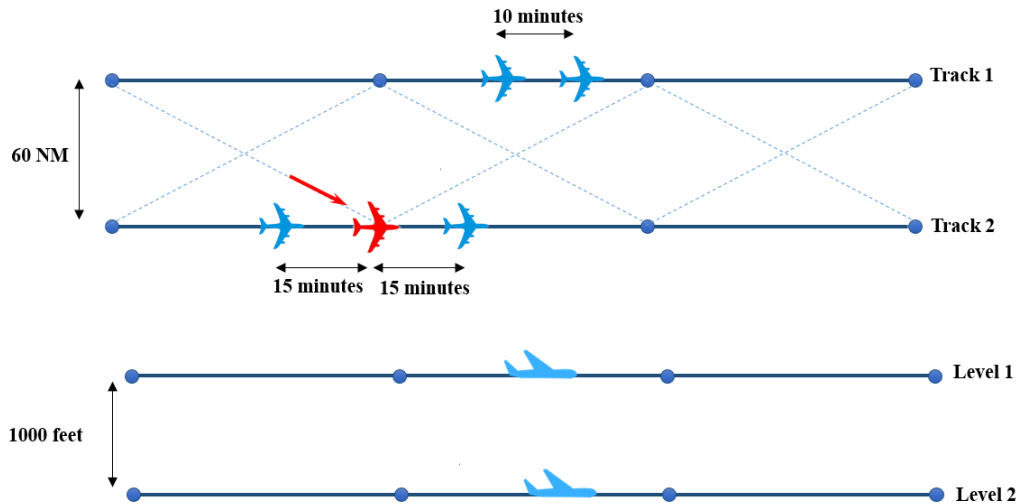 10 minutes
Track 1
60 NM
Track 2
15 minutes
15 minutes
Level 1
1000 feet
Level 2